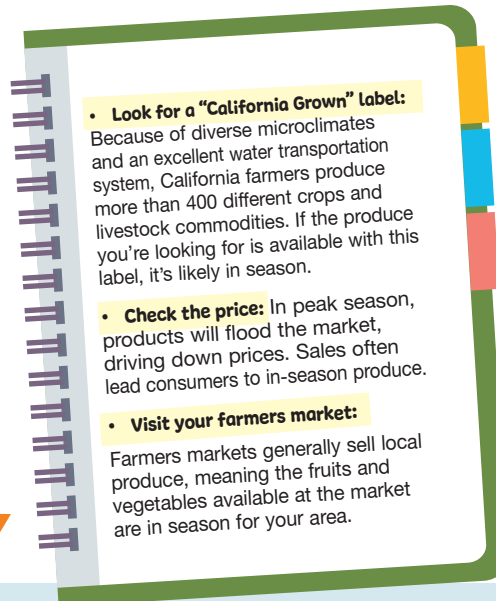 • Look for a “California Grown” label:
Because of diverse microclimates
and an excellent water transportation
system, California farmers produce
more than 400 different crops and
livestock commodities. If the produce
you’re looking for is available with this
label, it’s likely in season.
• Check the price: In peak season,
products will flood the market,
driving down prices. Sales often
lead consumers to in-season produce.
• Visit your farmers market:
Farmers markets generally sell local
produce, meaning the fruits and
vegetables available at the market
are in season for your area.